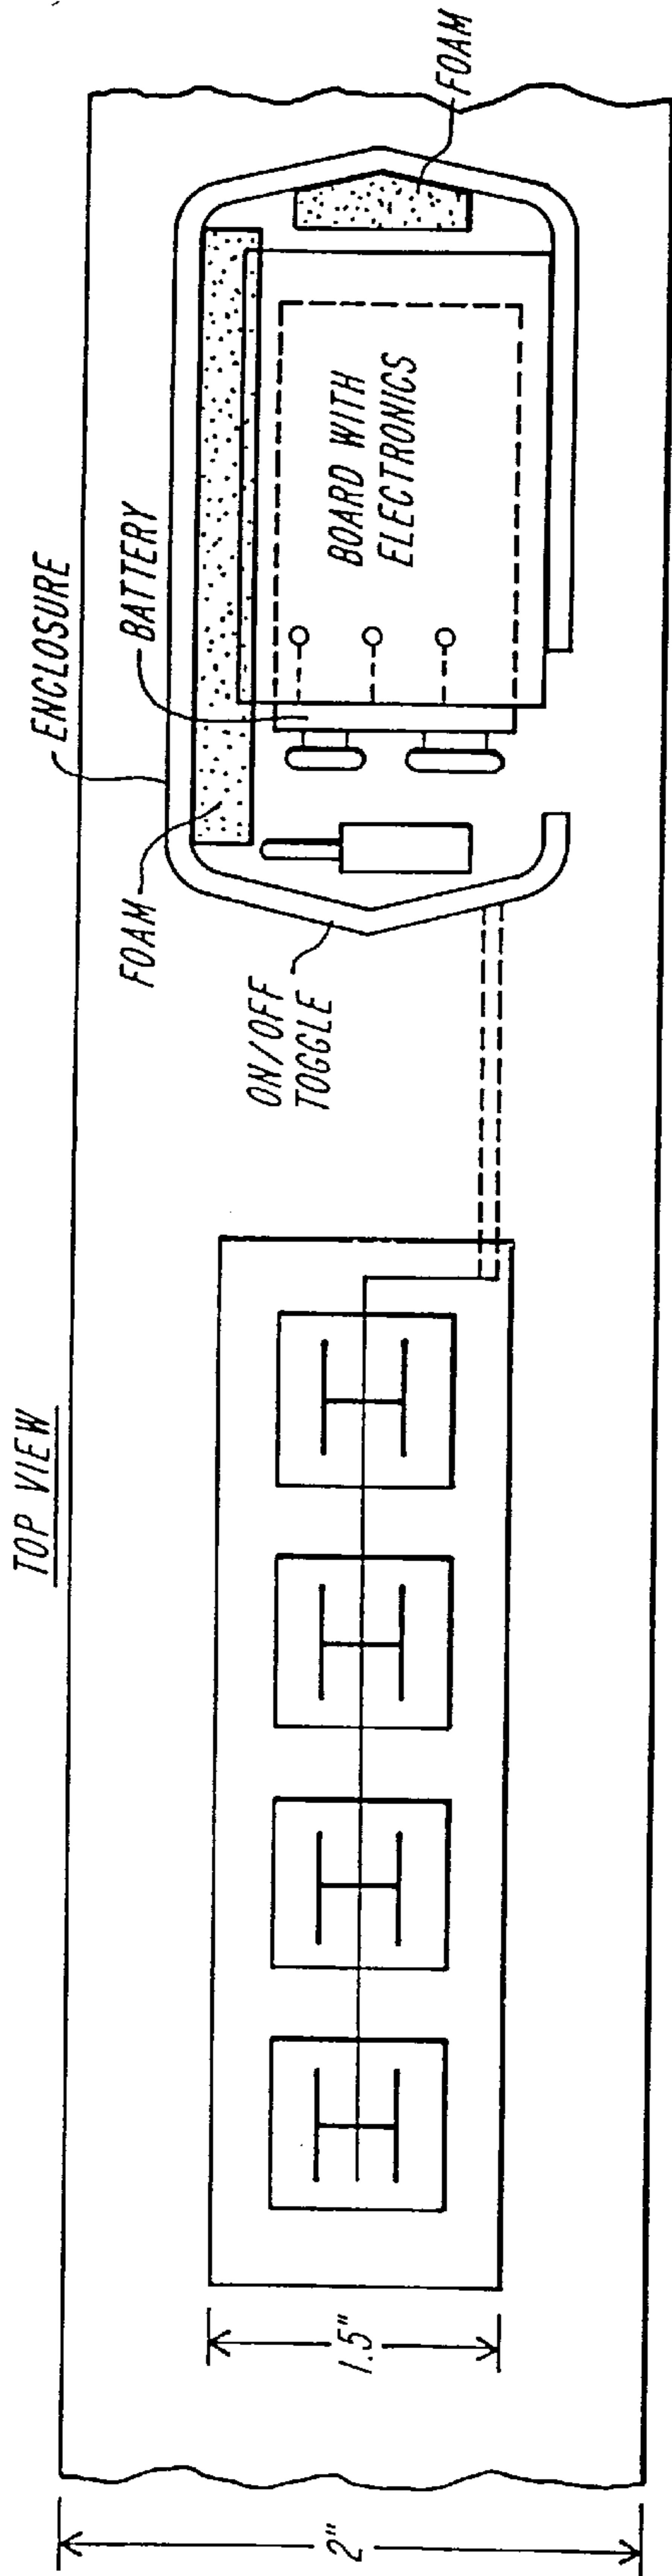 TOP VIEW
ENCLOSURE
BATTERY
FOAM
ON/OFF
TOGGLE
BOARD WITH
ELECTRONICS
FOAM
1.5"
2"